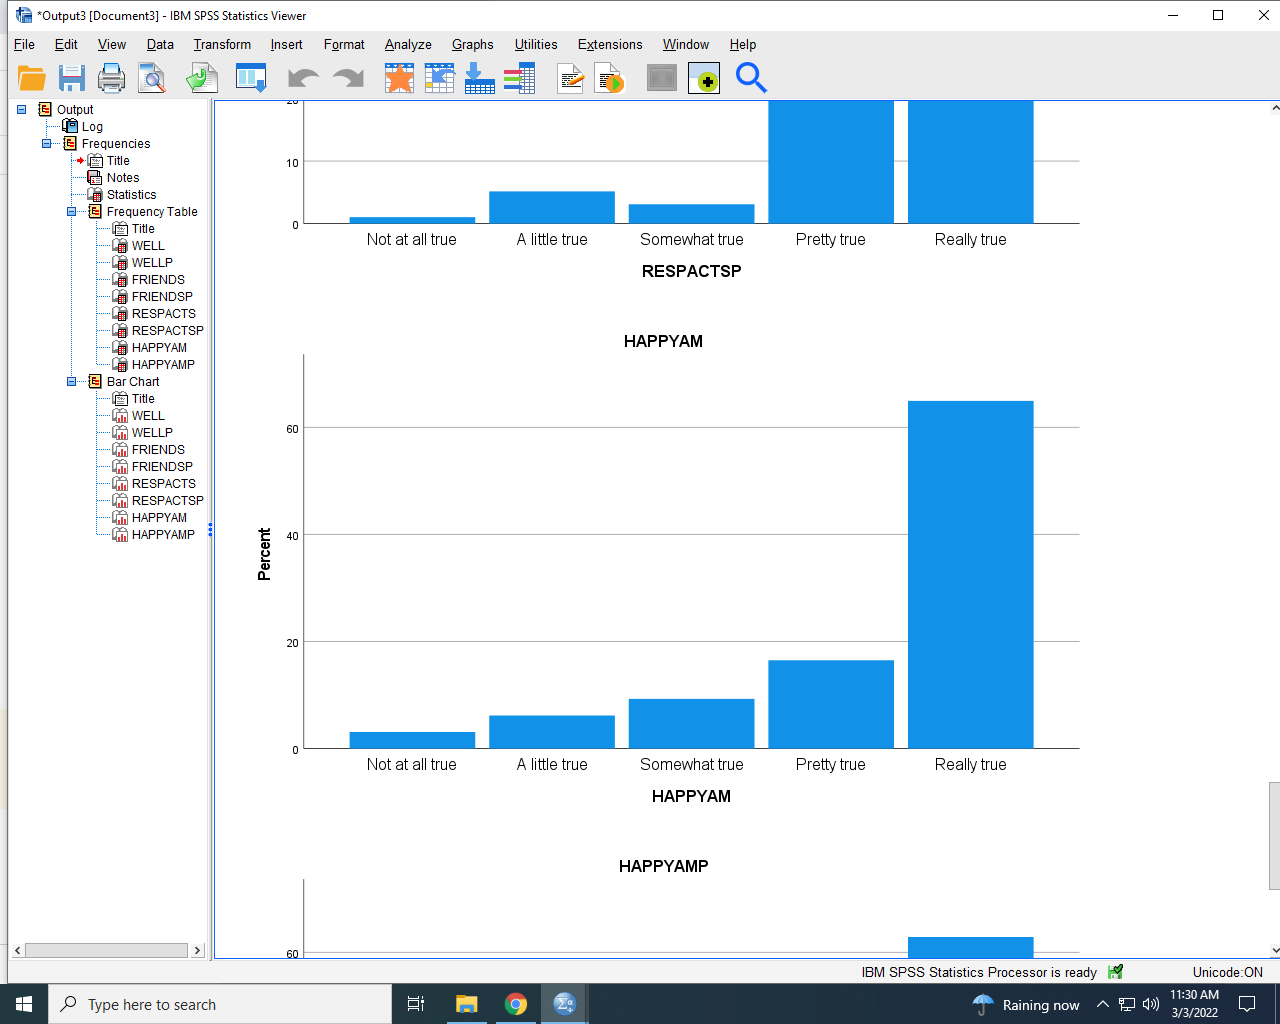 *Output3 [Document3] - IBM SPSS Statistics Viewer
File Edit View Data Transform Insert Format Analyze Graphs Utilities Extensions Window Help
Output
Log
Frequencies
Title
Notes
Statistics
Frequency Table
Title
WELL
WELLP
FRIENDS
FRIENDSP
RESPACTS
RESPACTSP
HAPPYAM
HAPPYAMP
Bar Chart
Title
WELL
WELLP
FRIENDS
FRIENDSP
RESPACTS
RESPACTSP
HAPPYAM
HAPPYAMP
20
10
0
Not at all true A little true Somewhat true Pretty true Really true
RESPACTSP
HAPPYAM
Percent
60
40
20
0
Not at all true A little true Somewhat true Pretty true Really true
HAPPYAM
HAPPYAMP
60
IBM SPSS Statistics Processor is ready Unicode:ON
Type here to search
Raining now
11:30 AM
3/3/2022